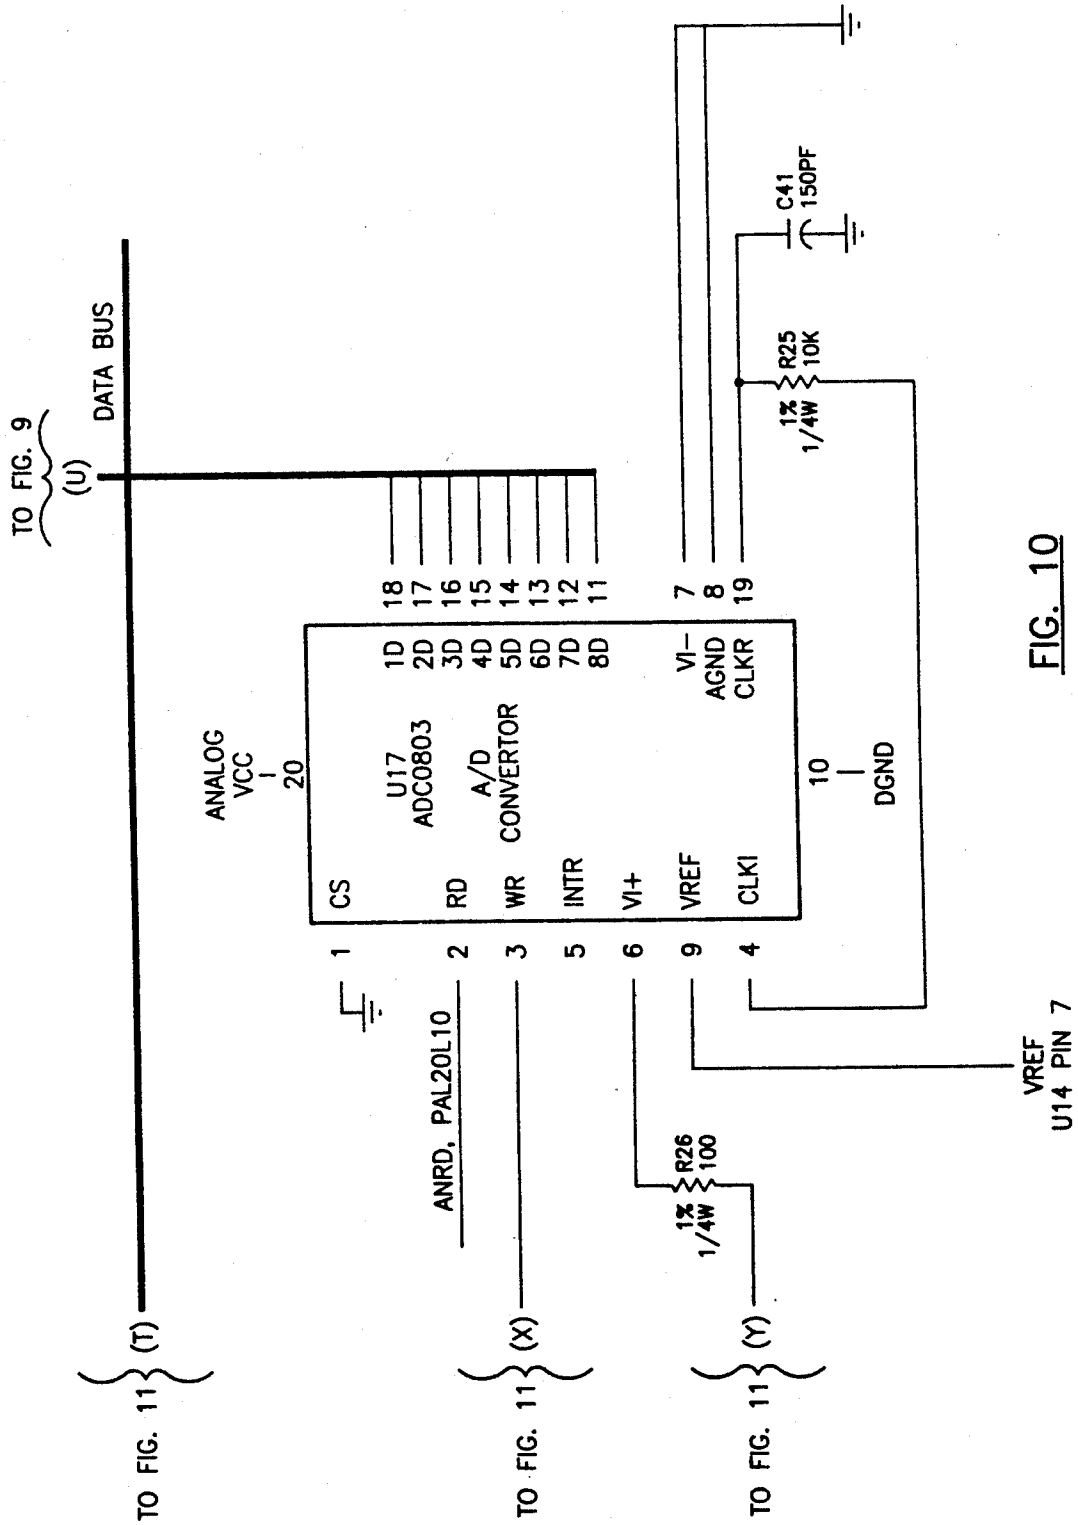 TO FIG. 9
(U)
DATA BUS
TO FIG. 11 (T)
ANALOG
VCC
20
1 CS
ANRD, PAL20L10
2 RD
TO FIG. 11 (X)
3 WR
5 INTR
6 VI+
9 VREF
4 CLKI
U17
ADC0803
A/D
CONVERTOR
1D 18
2D 17
3D 16
4D 15
5D 14
6D 13
7D 12
8D 11
VI- 7
AGND 8
CLKR 19
10
DGND
1%
1/4W
R26
100
TO FIG. 11 (Y)
VREF
U14 PIN 7
1%
1/4W
R25
10K
C41
150PF
FIG. 10